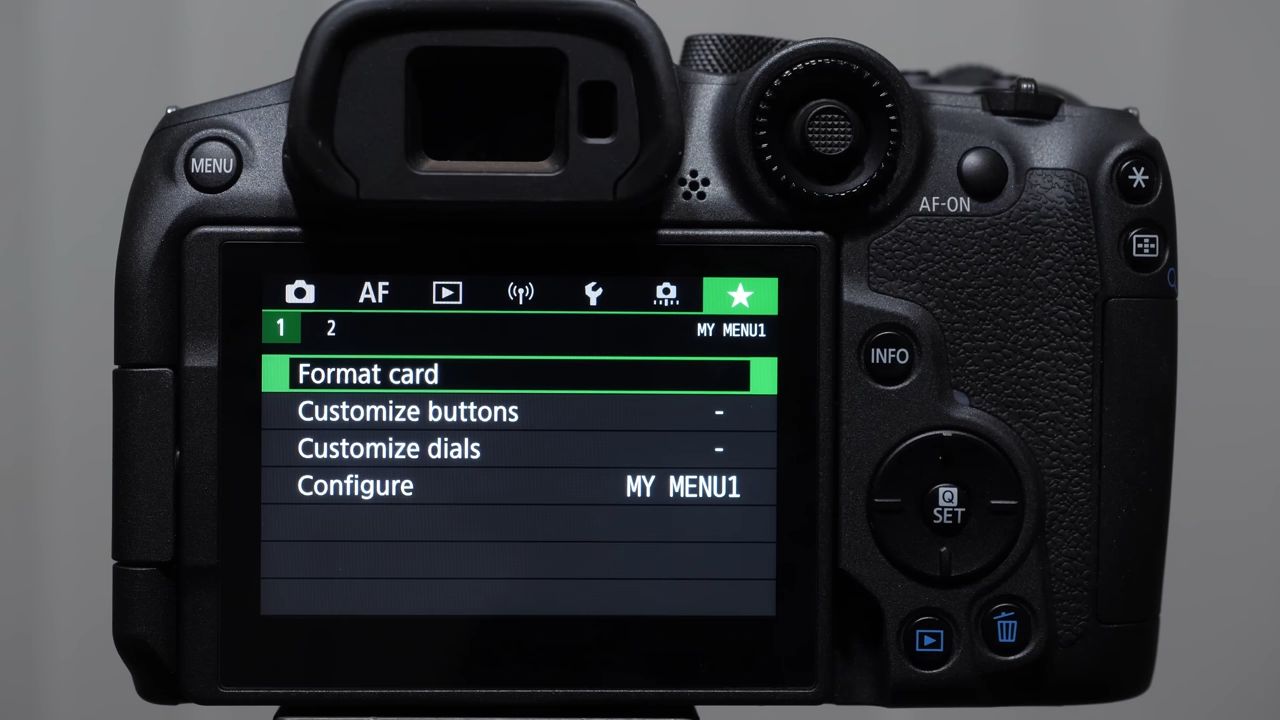 MENU
AF-ON
AF
1 2 MY MENU1
Format card
Customize buttons -
Customize dials -
Configure MY MENU1
INFO
Q
SET